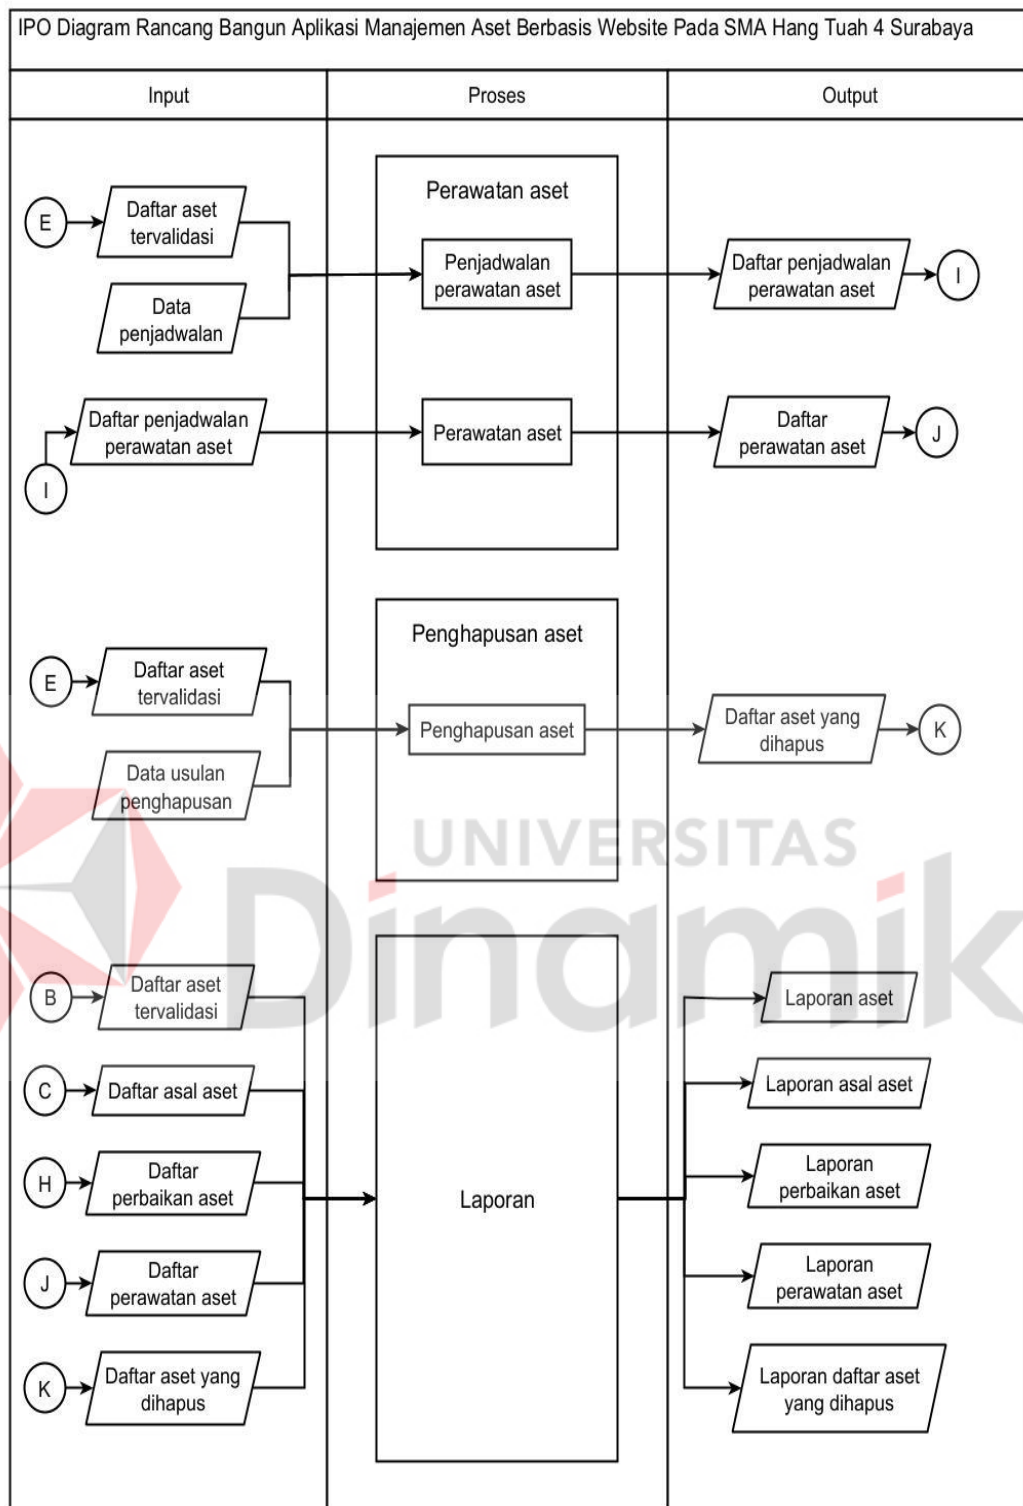 IPO Diagram Rancang Bangun Aplikasi Manajemen Aset Berbasis Website Pada SMA Hang Tuah 4 Surabaya
Input
Proses
Output
Perawatan aset
E
Daftar aset
tervalidasi
Data
penjadwalan
Penjadwalan
perawatan aset
Daftar penjadwalan
perawatan aset
I
Daftar penjadwalan
perawatan aset
I
Perawatan aset
Daftar
perawatan aset
J
Penghapusan aset
E
Daftar aset
tervalidasi
Data usulan
penghapusan
Penghapusan aset
Daftar aset yang
dihapus
K
UNIVERSITAS
Dinamika
B
Daftar aset
tervalidasi
C
Daftar asal aset
H
Daftar
perbaikan aset
J
Daftar
perawatan aset
K
Daftar aset yang
dihapus
Laporan
Laporan aset
Laporan asal aset
Laporan
perbaikan aset
Laporan
perawatan aset
Laporan daftar aset
yang dihapus